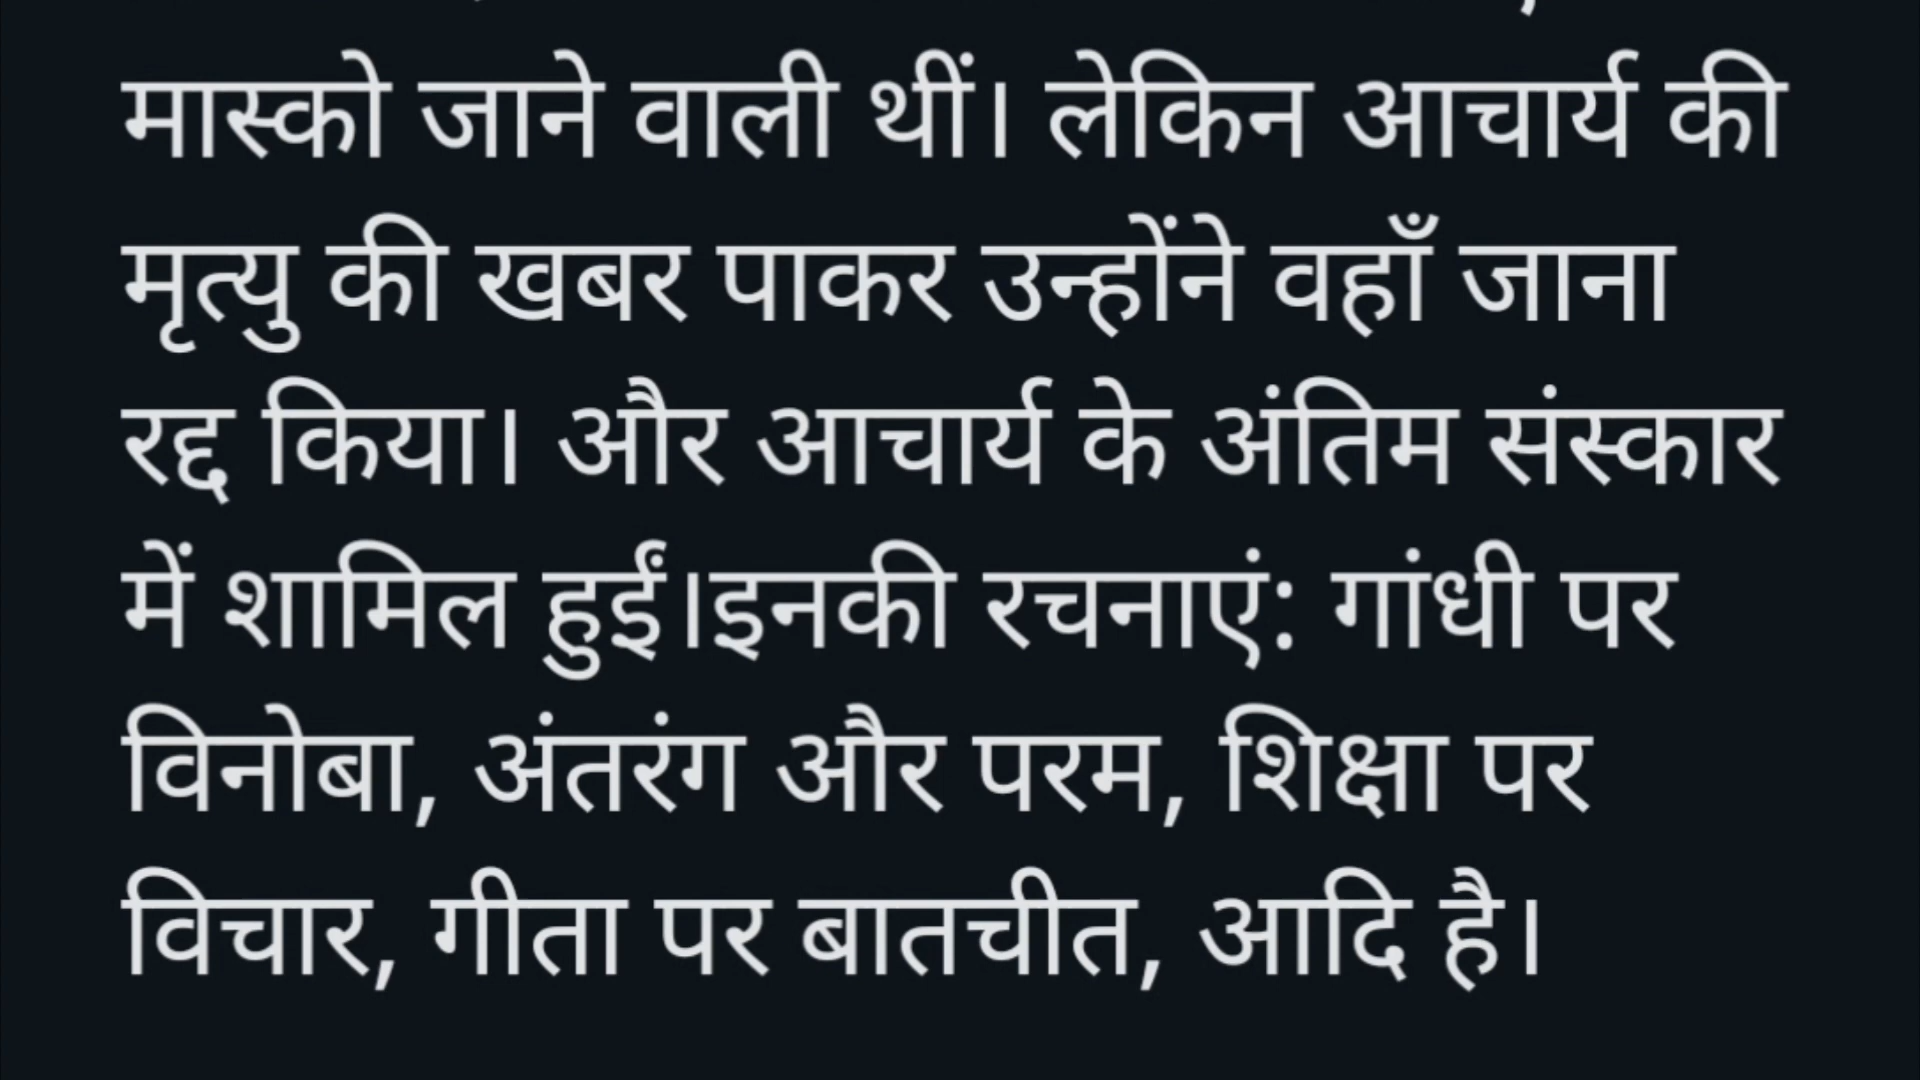 मास्को जाने वाली थीं। लेकिन आचार्य की
मृत्यु की खबर पाकर उन्होंने वहाँ जाना
रद्द किया। और आचार्य के अंतिम संस्कार
में शामिल हुईं।इनकी रचनाएं: गांधी पर
विनोबा, अंतरंग और परम, शिक्षा पर
विचार, गीता पर बातचीत, आदि है।